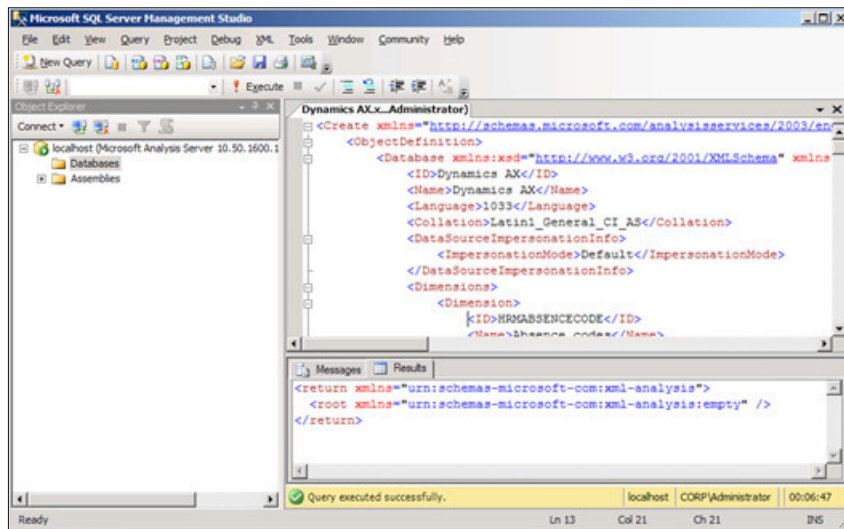 Microsoft SQL Server Management Studio
File Edit View Query Project Debug XML Tools Window Community Help
New Query
Execute
Object Explorer
Connect
localhost (Microsoft Analysis Server 10.50.1600.1
Databases
Assemblies
Dynamics AX.x...Administrator)
<Create xmlns="http://schemas.microsoft.com/analysisservices/2003/en
<ObjectDefinition>
<Database xmlns:xsd="http://www.w3.org/2001/XMLSchema" xmlns
<ID>Dynamics AX</ID>
<Name>Dynamics AX</Name>
<Language>1033</Language>
<Collation>Latin1_General_CI_AS</Collation>
<DataSourceImpersonationInfo>
<ImpersonationMode>Default</ImpersonationMode>
</DataSourceImpersonationInfo>
<Dimensions>
<Dimension>
<ID>HRMABSENCECODE</ID>
<Name>Absence codes</Name>
Messages Results
<return xmlns="urn:schemas-microsoft-com:xml-analysis">
<root xmlns="urn:schemas-microsoft-com:xml-analysis:empty" />
</return>
Query executed successfully. localhost CORP\Administrator 00:06:47
Ready Ln 13 Col 21 Ch 21 INS